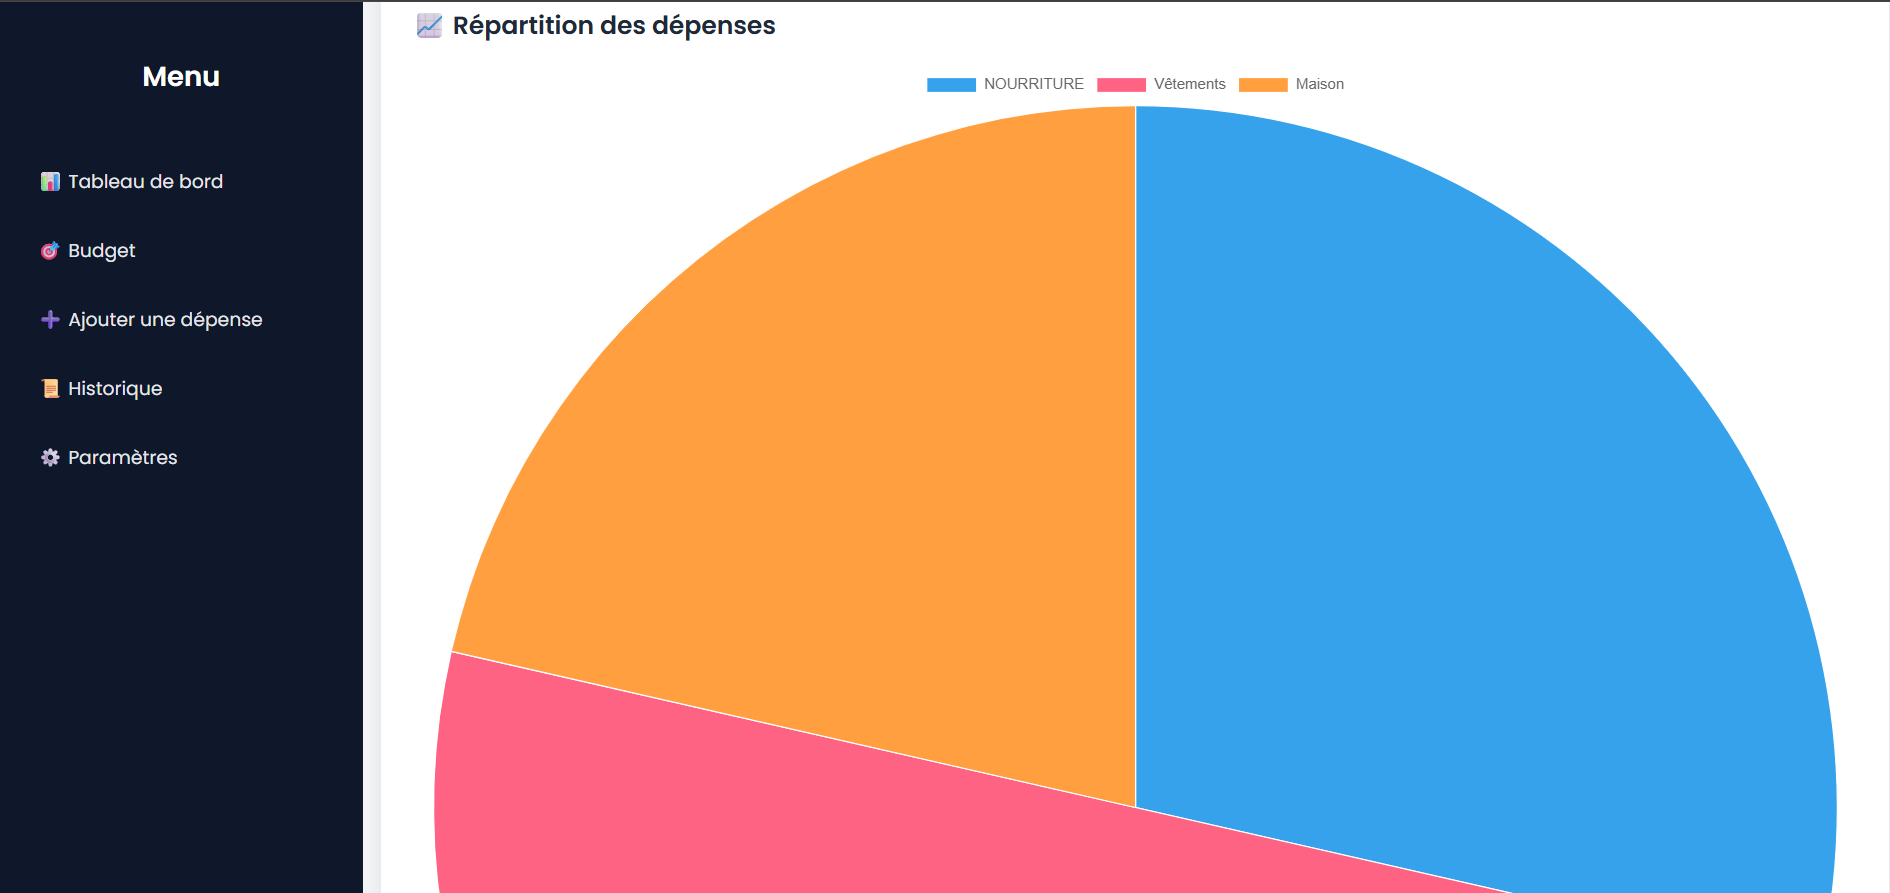 Menu
Tableau de bord
Budget
Ajouter une dépense
Historique
Paramètres
Répartition des dépenses
NOURRITURE Vêtements Maison